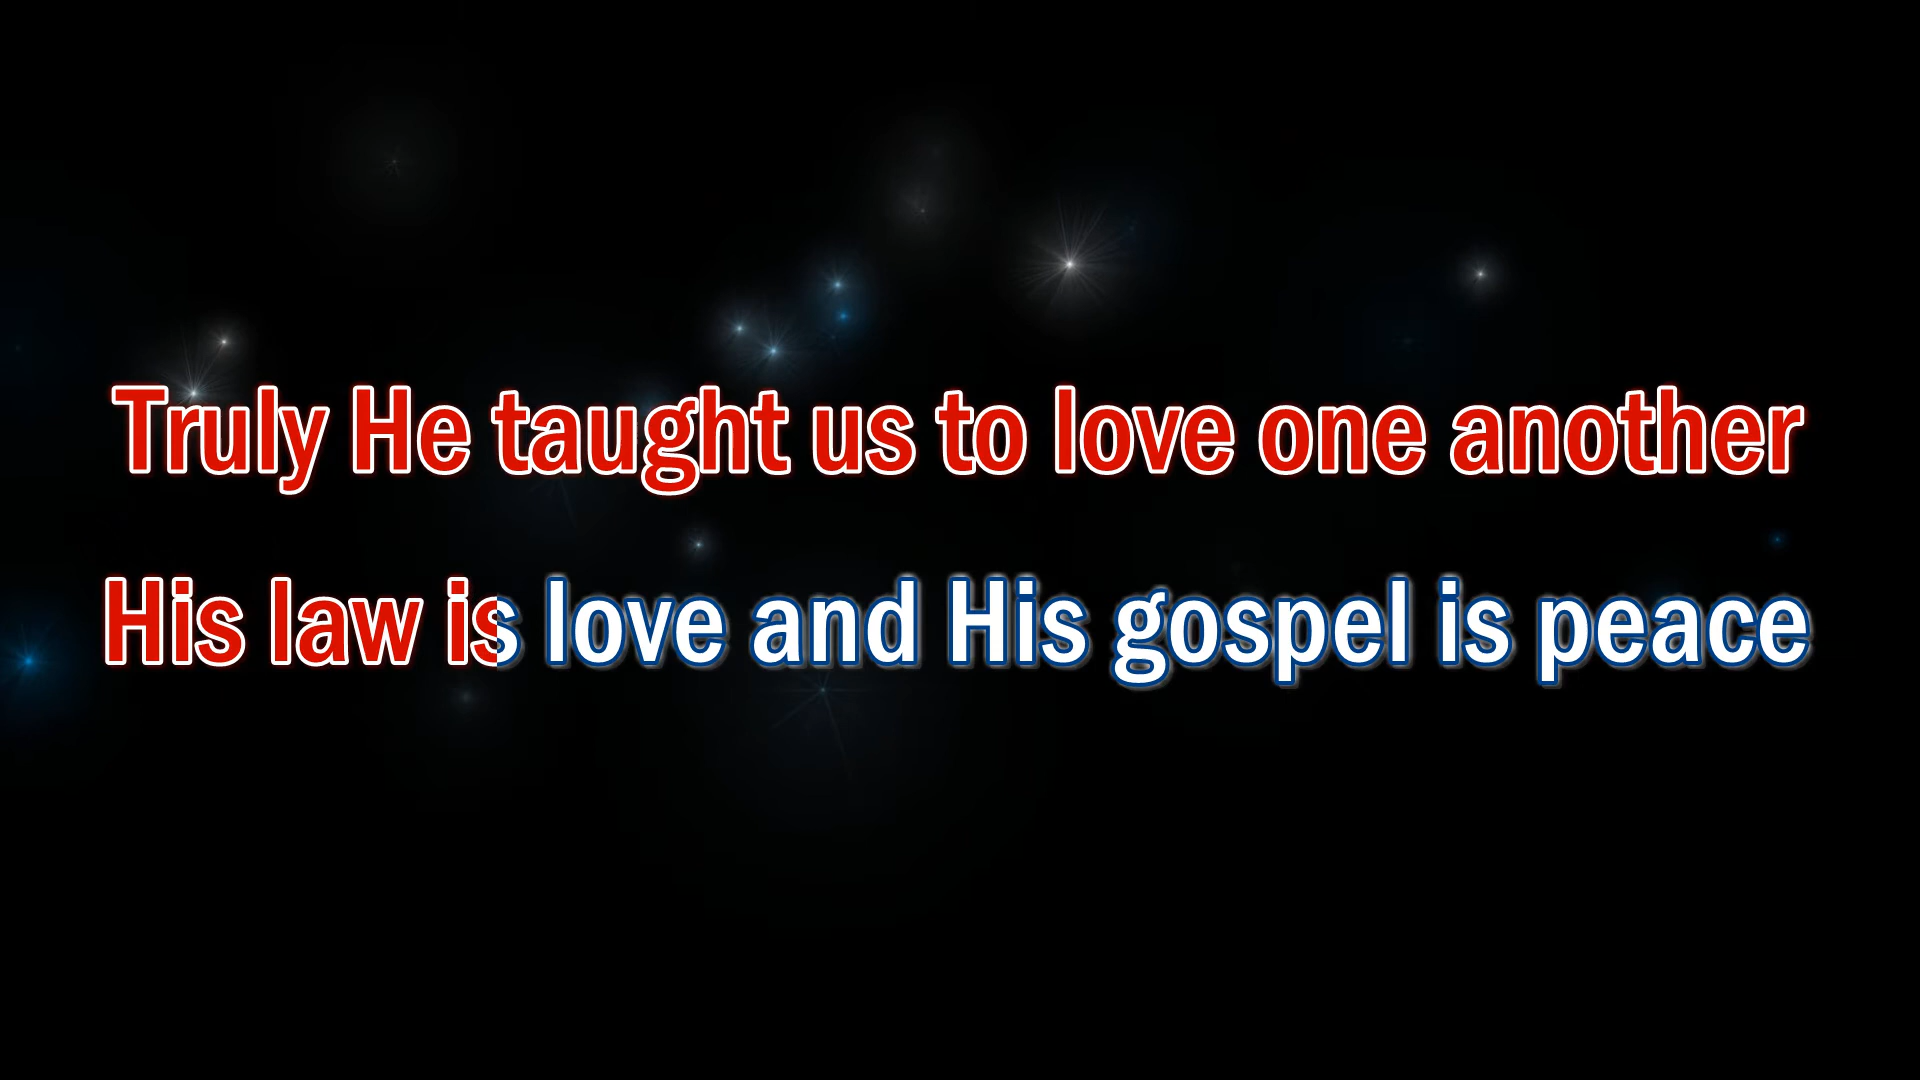 Truly He taught us to love one another
His law is love and His gospel is peace